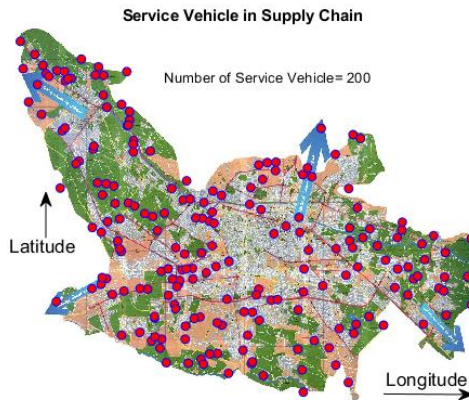 Service Vehicle in Supply Chain
Number of Service Vehicle= 200
Latitude
Longitude